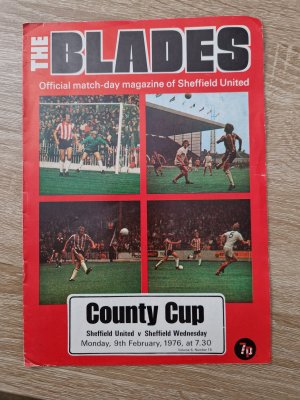 THE BLADES
Official match-day magazine of Sheffield United
County Cup
Sheffield United v Sheffield Wednesday
Monday, 9th February, 1976, at 7.30